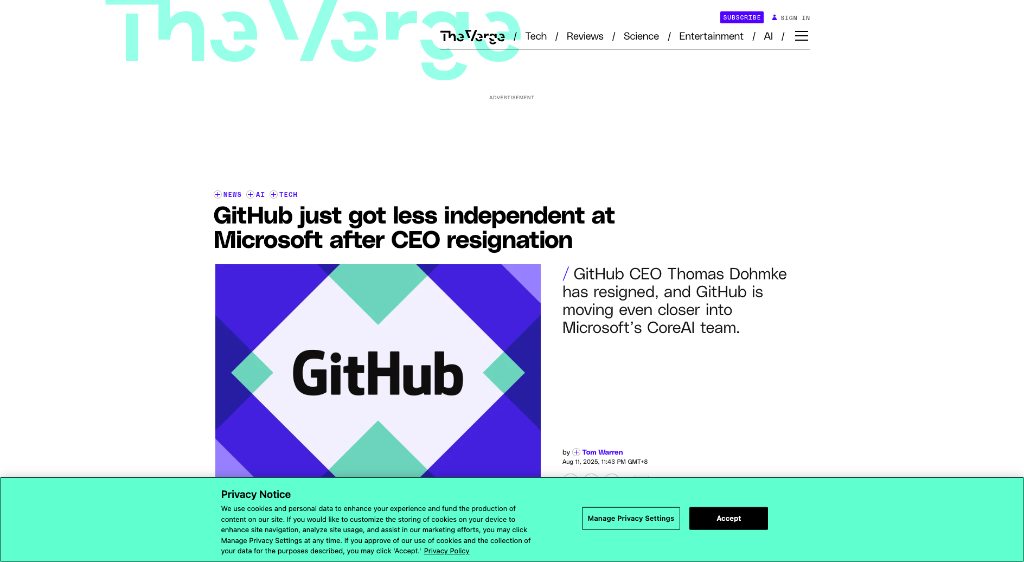 The Verge
SUBSCRIBE
SIGN IN
The Verge / Tech / Reviews / Science / Entertainment / AI /
ADVERTISEMENT
NEWS AI TECH
GitHub just got less independent at
Microsoft after CEO resignation
GitHub
/ GitHub CEO Thomas Dohmke
has resigned, and GitHub is
moving even closer into
Microsoft’s CoreAI team.
by Tom Warren
Aug 11, 2025, 11:43 PM GMT+8
Privacy Notice
We use cookies and personal data to enhance your experience and fund the production of
content on our site. If you would like to customize the storing of cookies on your device to
enhance site navigation, analyze site usage, and assist in our marketing efforts, you may click
Manage Privacy Settings at any time. If you approve of our use of cookies and the collection of
your data for the purposes described, you may click 'Accept.' Privacy Policy
Manage Privacy Settings
Accept